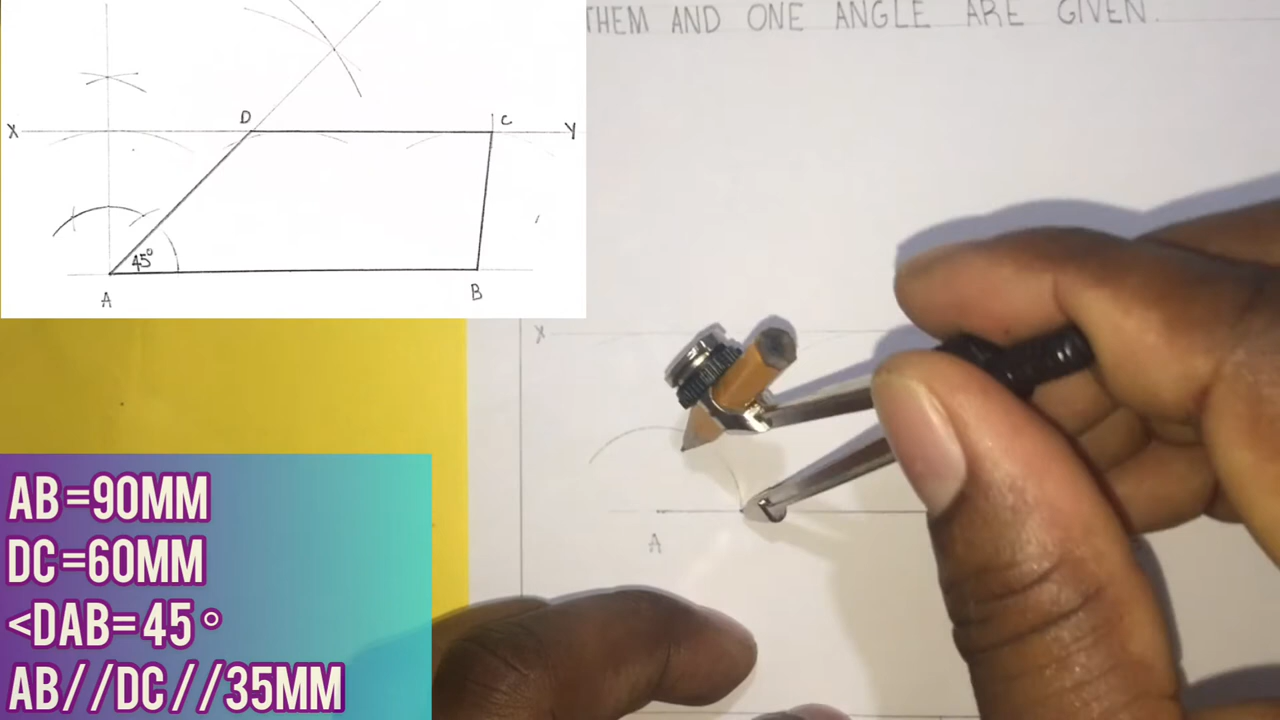 THEM AND ONE ANGLE ARE GIVEN.
D
C
X
Y
45°
A
B
X
A
AB=90MM
DC=60MM
<DAB=45°
AB//DC//35MM